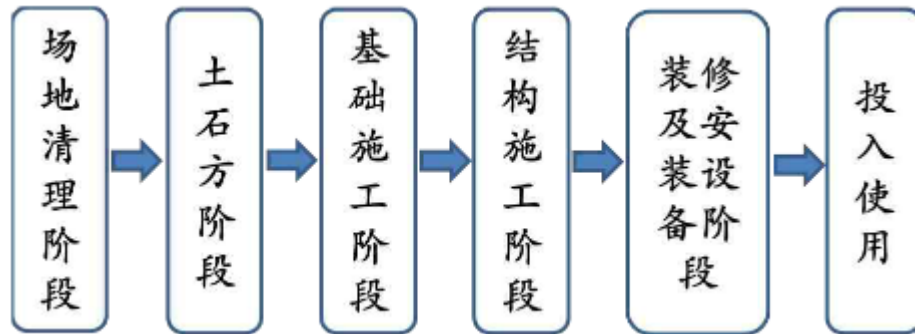 场地清理阶段
土石方阶段
基础施工阶段
结构施工阶段
装修及安装设备阶段
投入使用